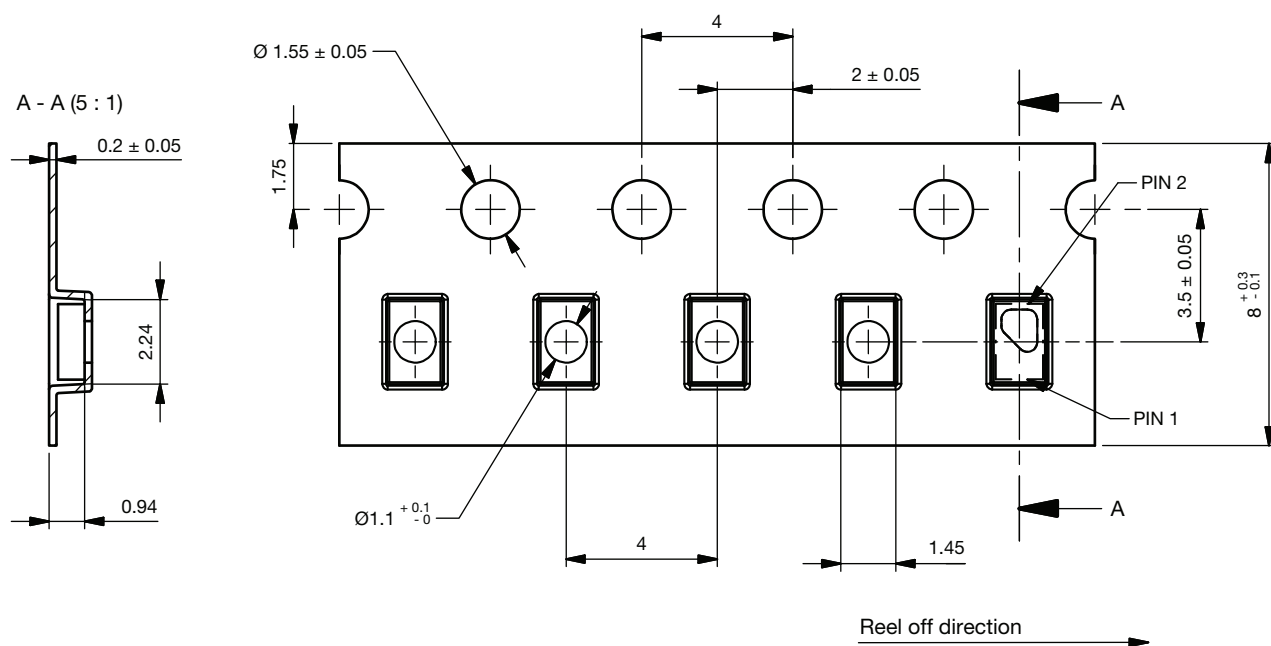 4
Ø 1.55 ± 0.05
2 ± 0.05
A - A (5 : 1)
A
0.2 ± 0.05
1.75
PIN 2
3.5 ± 0.05
8 + 0.3 - 0.1
2.24
PIN 1
0.94
Ø1.1 + 0.1 - 0
A
4
1.45
Reel off direction